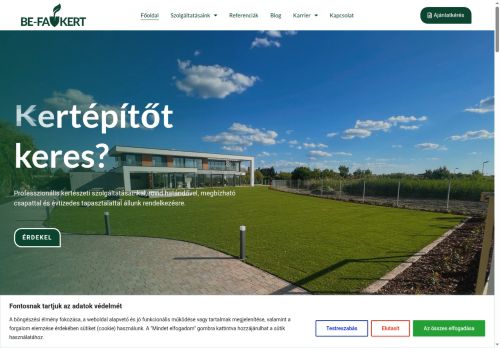 BE-FA KERT
Főoldal
Szolgáltatásaink
Referenciák
Blog
Karrier
Kapcsolat
Ajánlatkérés
Kertépítőt
keres?
Professzionális kertészeti szolgáltatásainkkal, rövid határidővel, megbízható
csapattal és évtizedes tapasztalattal állunk rendelkezésre.
ÉRDEKEL
Fontosnak tartjuk az adatok védelmét
A böngészési élmény fokozása, a weboldal alapvető és jó funkcionális működése vagy tartalmak megjelenítése, valamint a
forgalom elemzése érdekében sütiket (cookie) használunk. A "Mindet elfogadom" gombra kattintva hozzájárulhat a sütik
használatához.
Testreszabás
Elutasít
Az összes elfogadása